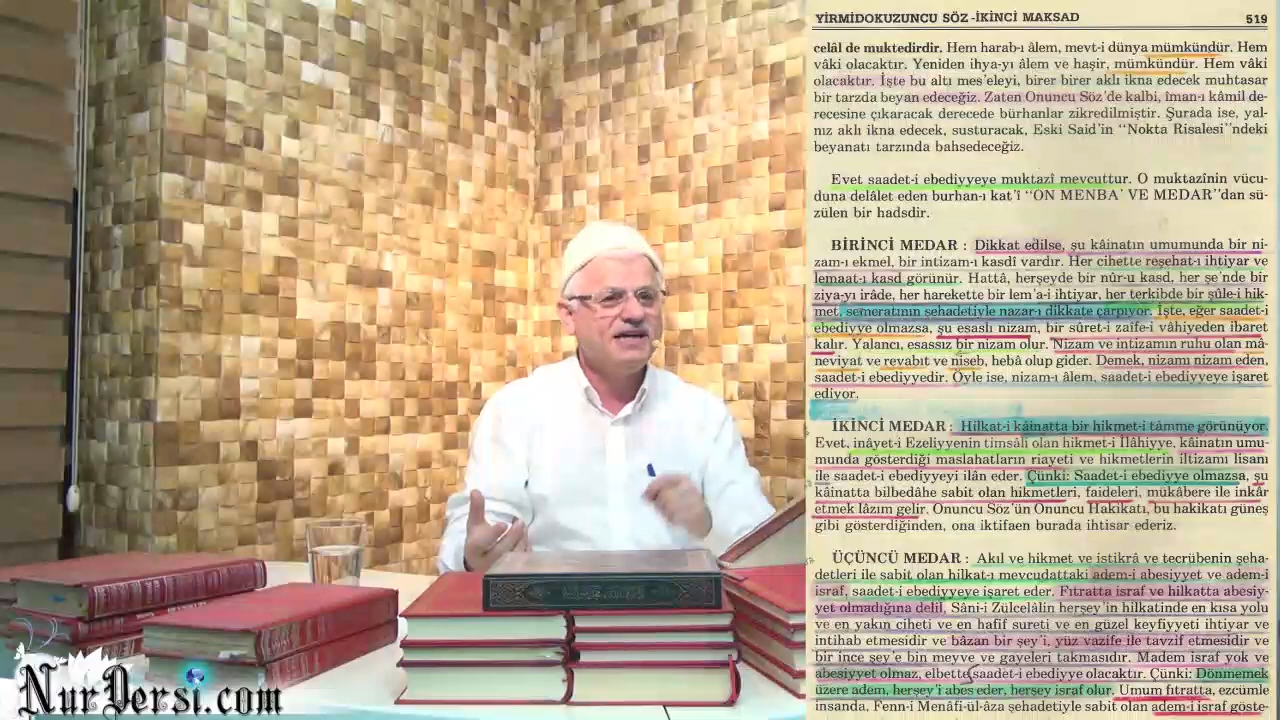 YİRMİDOKUZUNCU SÖZ -İKİNCİ MAKSAD 519
celâl de muktedirdir. Hem harab-ı âlem, mevt-i dünya mümkündür. Hem
vâki olacaktır. Yeniden ihya-yı âlem ve haşir, mümkündür. Hem vâki
olacaktır. İşte bu altı mes'eleyi, birer birer aklı ikna edecek muhtasar
bir tarzda beyan edeceğiz. Zaten Onuncu Söz'de kalbi, îman-ı kâmil de-
recesine çıkaracak derecede bürhanlar zikredilmiştir. Şurada ise, yal-
nız aklı ikna edecek, susturacak, Eski Said'in "Nokta Risalesi"ndeki
beyanatı tarzında bahsedeceğiz.
Evet saadet-i ebediyyeye muktazî mevcuttur. O muktazînin vücu-
duna delâlet eden burhan-ı kat'î "ON MENBA' VE MEDAR"dan sü-
zülen bir hadsdir.
BİRİNCİ MEDAR : Dikkat edilse, şu kâinatın umumunda bir ni-
zam-ı ekmel, bir intizam-ı kasdî vardır. Her cihette reşehat-ı ihtiyar ve
lemaat-ı kasd görünür. Hattâ, herşeyde bir nûr-u kasd, her şe'nde bir
ziya-yı irâde, her harekette bir lem'a-i ihtiyar, her terkibde bir şûle-i hik-
met, semeratının şehadetiyle nazar-ı dikkate çarpıyor. İşte, eğer saadet-i
ebediyye olmazsa, şu esaslı nizam, bir sûret-i zaife-i vâhiyeden ibaret
kalır. Yalancı, esassız bir nizam olur. Nizam ve intizamın ruhu olan mâ-
neviyat ve revabıt ve niseb, hebâ olup gider. Demek, nizamı nizam eden,
saadet-i ebediyyedir. Öyle ise, nizam-ı âlem, saadet-i ebediyyeye işaret
ediyor.
İKİNCİ MEDAR : Hilkat-i kâinatta bir hikmet-i tâmme görünüyor.
Evet, inâyet-i Ezeliyyenin timsâli olan hikmet-i İlâhiyye, kâinatın umu-
munda gösterdiği maslahatların riayeti ve hikmetlerin iltizamı lisanı
ile saadet-i ebediyyeyi ilân eder. Çünki: Saadet-i ebediyye olmazsa, şu
kâinatta bilbedâhe sabit olan hikmetleri, faideleri, mükâbere ile inkâr
etmek lâzım gelir. Onuncu Söz'ün Onuncu Hakikatı, bu hakikatı güneş
gibi gösterdiğinden, ona iktifaen burada ihtisar ederiz.
ÜÇÜNCÜ MEDAR : Akıl ve hikmet ve istikrâ ve tecrübenin şeha-
detleri ile sabit olan hilkat-ı mevcudattaki adem-i abesiyyet ve adem-i
israf, saadet-i ebediyyeye işaret eder. Fıtratta israf ve hilkatta abesiy-
yet olmadığına delil, Sâni-i Zülcelâlin herşey'in hilkatinde en kısa yolu
ve en yakın ciheti ve en hafif sureti ve en güzel keyfiyyeti ihtiyar ve
intihab etmesidir ve bâzan bir şey'i, yüz vazife ile tavzif etmesidir ve
bir ince şey'e bin meyve ve gayeleri takmasıdır. Madem israf yok ve
abesiyyet olmaz, elbette saadet-i ebediyye olacaktır. Çünki: Dönmemek
üzere adem, herşey'i abes eder, herşey israf olur. Umum fıtratta, ezcümle
insanda, Fenn-i Menâfi-ül-âza şehadetiyle sabit olan adem-i israf göste-
NurDersi.com